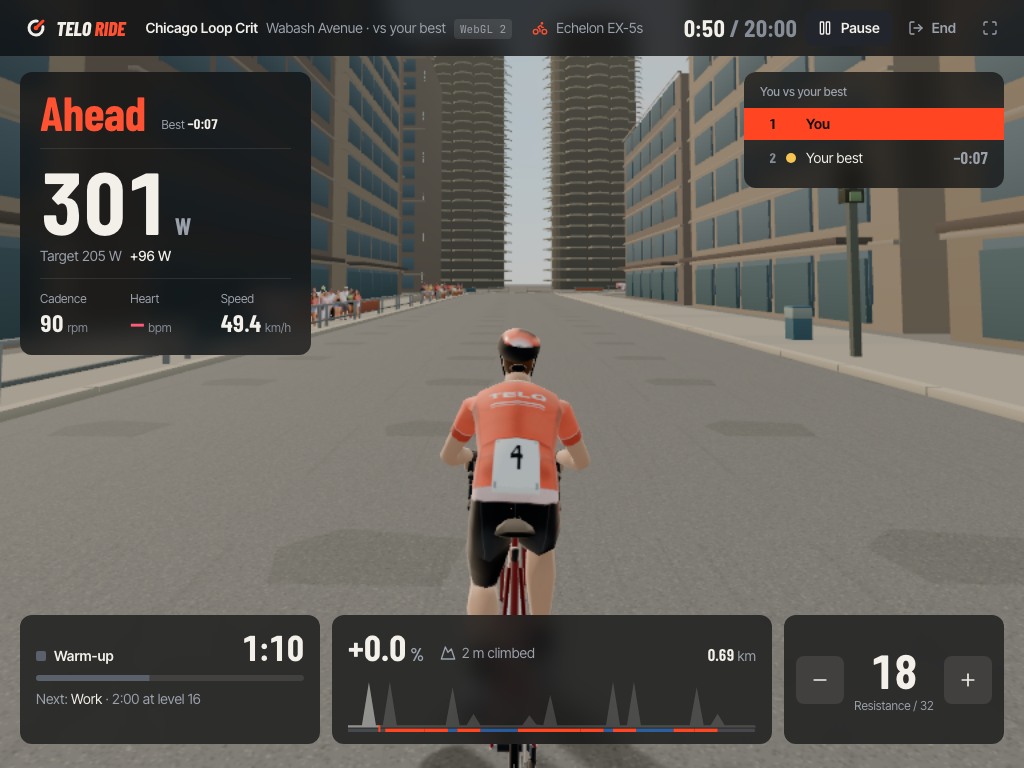 TELO RIDE Chicago Loop Crit Wabash Avenue · vs your best WebGL 2 Echelon EX-5s 0:50 / 20:00 Pause End
Ahead Best −0:07
301 W
Target 205 W +96 W
Cadence Heart Speed
90 rpm — bpm 49.4 km/h
You vs your best
1 You
2 Your best −0:07
TELO
4
Warm-up 1:10
Next: Work · 2:00 at level 16
+0.0 % 2 m climbed 0.69 km
− 18 +
Resistance / 32